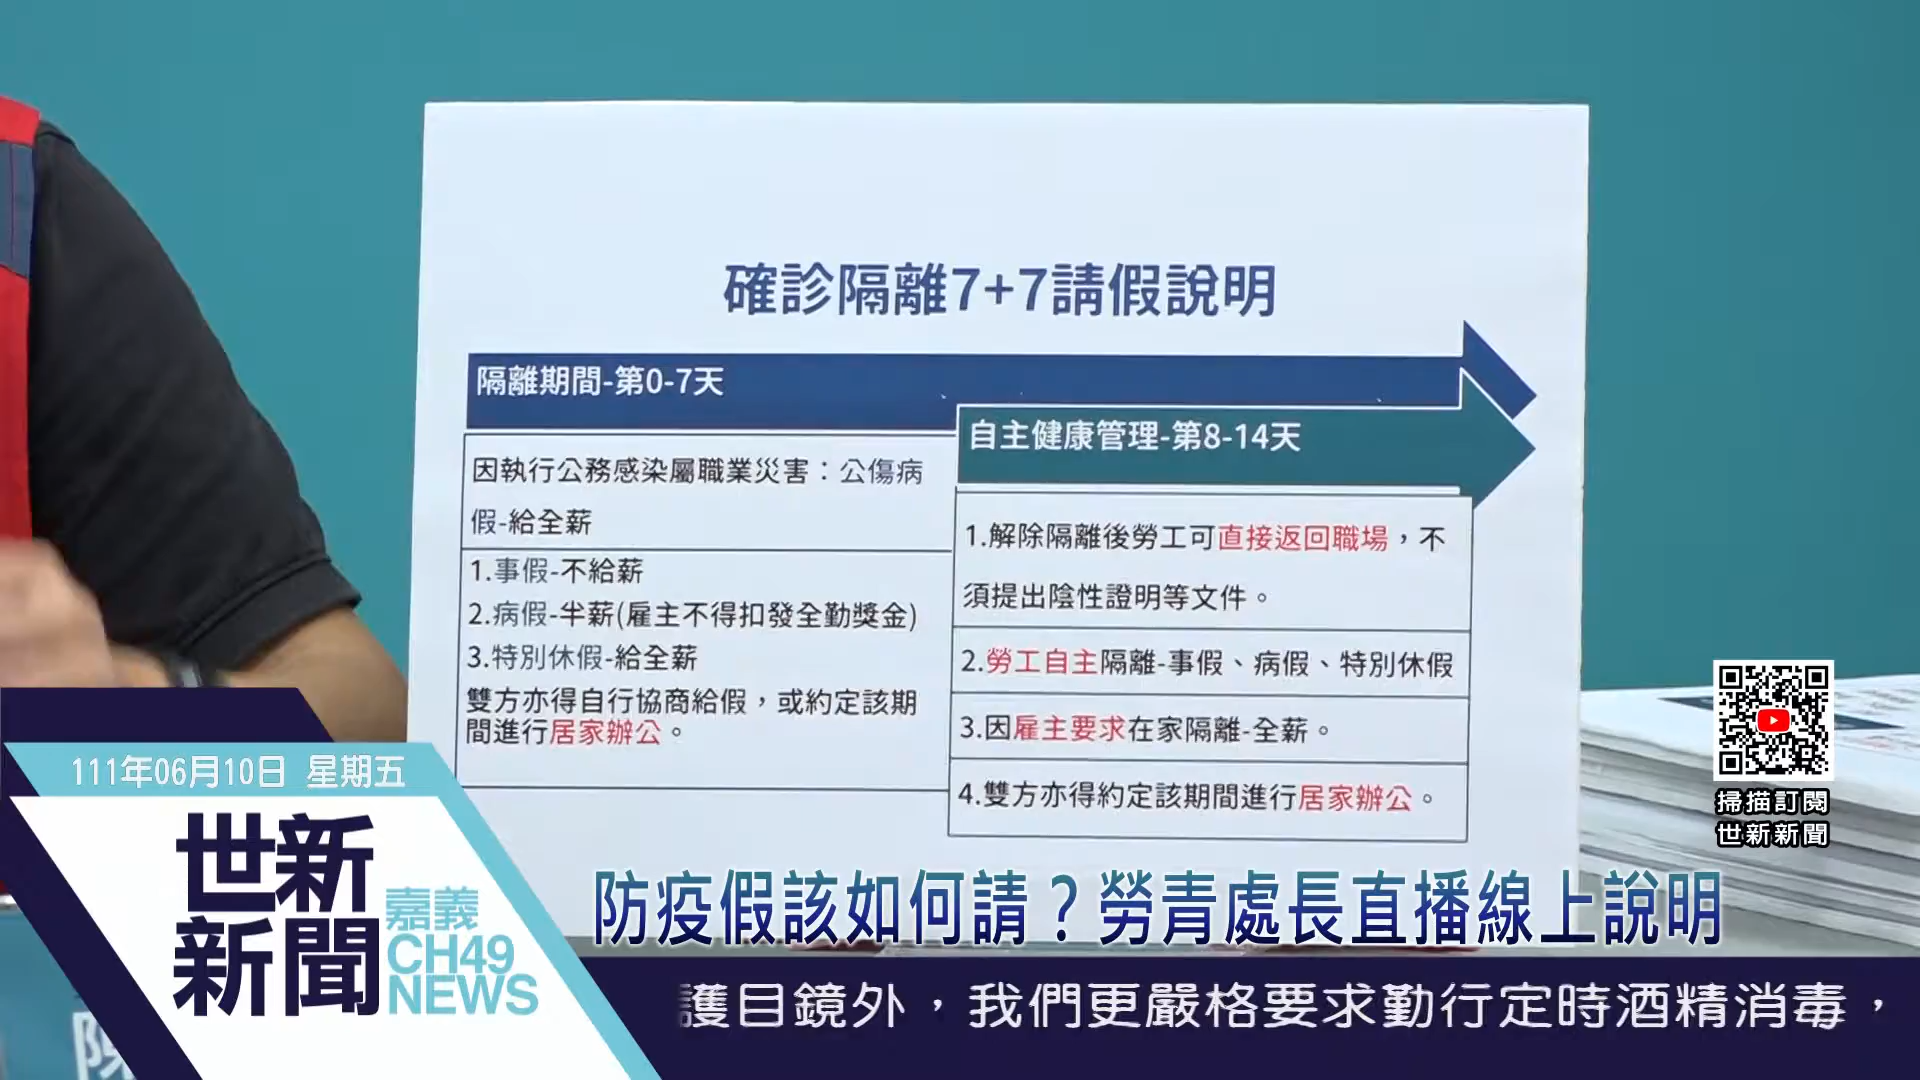 確診隔離7+7請假說明
隔離期間-第0-7天
因執行公務感染屬職業災害：公傷病
假-給全薪
1.事假-不給薪
2.病假-半薪(雇主不得扣發全勤獎金)
3.特別休假-給全薪
雙方亦得自行協商給假，或約定該期
間進行居家辦公。
自主健康管理-第8-14天
1.解除隔離後勞工可直接返回職場，不
須提出陰性證明等文件。
2.勞工自主隔離-事假、病假、特別休假
3.因雇主要求在家隔離-全薪。
4.雙方亦得約定該期間進行居家辦公。
掃描訂閱
世新新聞
111年06月10日 星期五
世新
新聞
嘉義
CH49
NEWS
防疫假該如何請？勞青處長直播線上說明
護目鏡外，我們更嚴格要求勤行定時酒精消毒，
陳